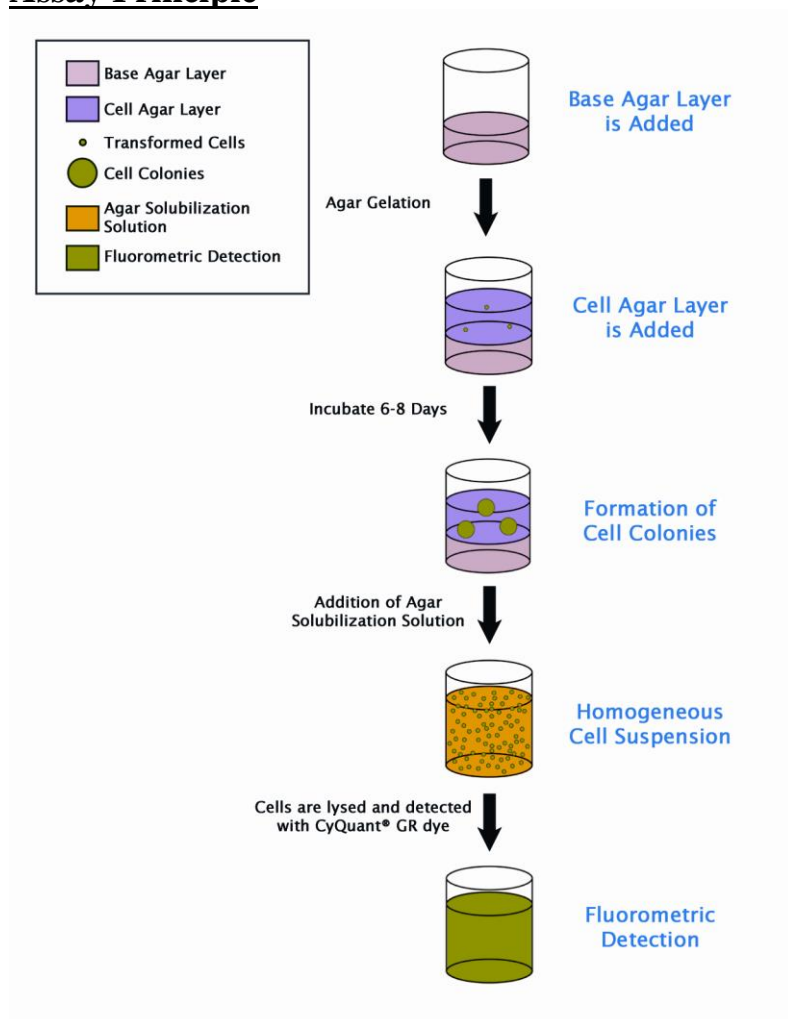 Assay Principle
Base Agar Layer
Cell Agar Layer
Transformed Cells
Cell Colonies
Agar Solubilization
Solution
Fluorometric Detection
Base Agar Layer
is Added
Agar Gelation
Cell Agar Layer
is Added
Incubate 6-8 Days
Formation of
Cell Colonies
Addition of Agar
Solubilization Solution
Homogeneous
Cell Suspension
Cells are lysed and detected
with CyQuant® GR dye
Fluorometric
Detection